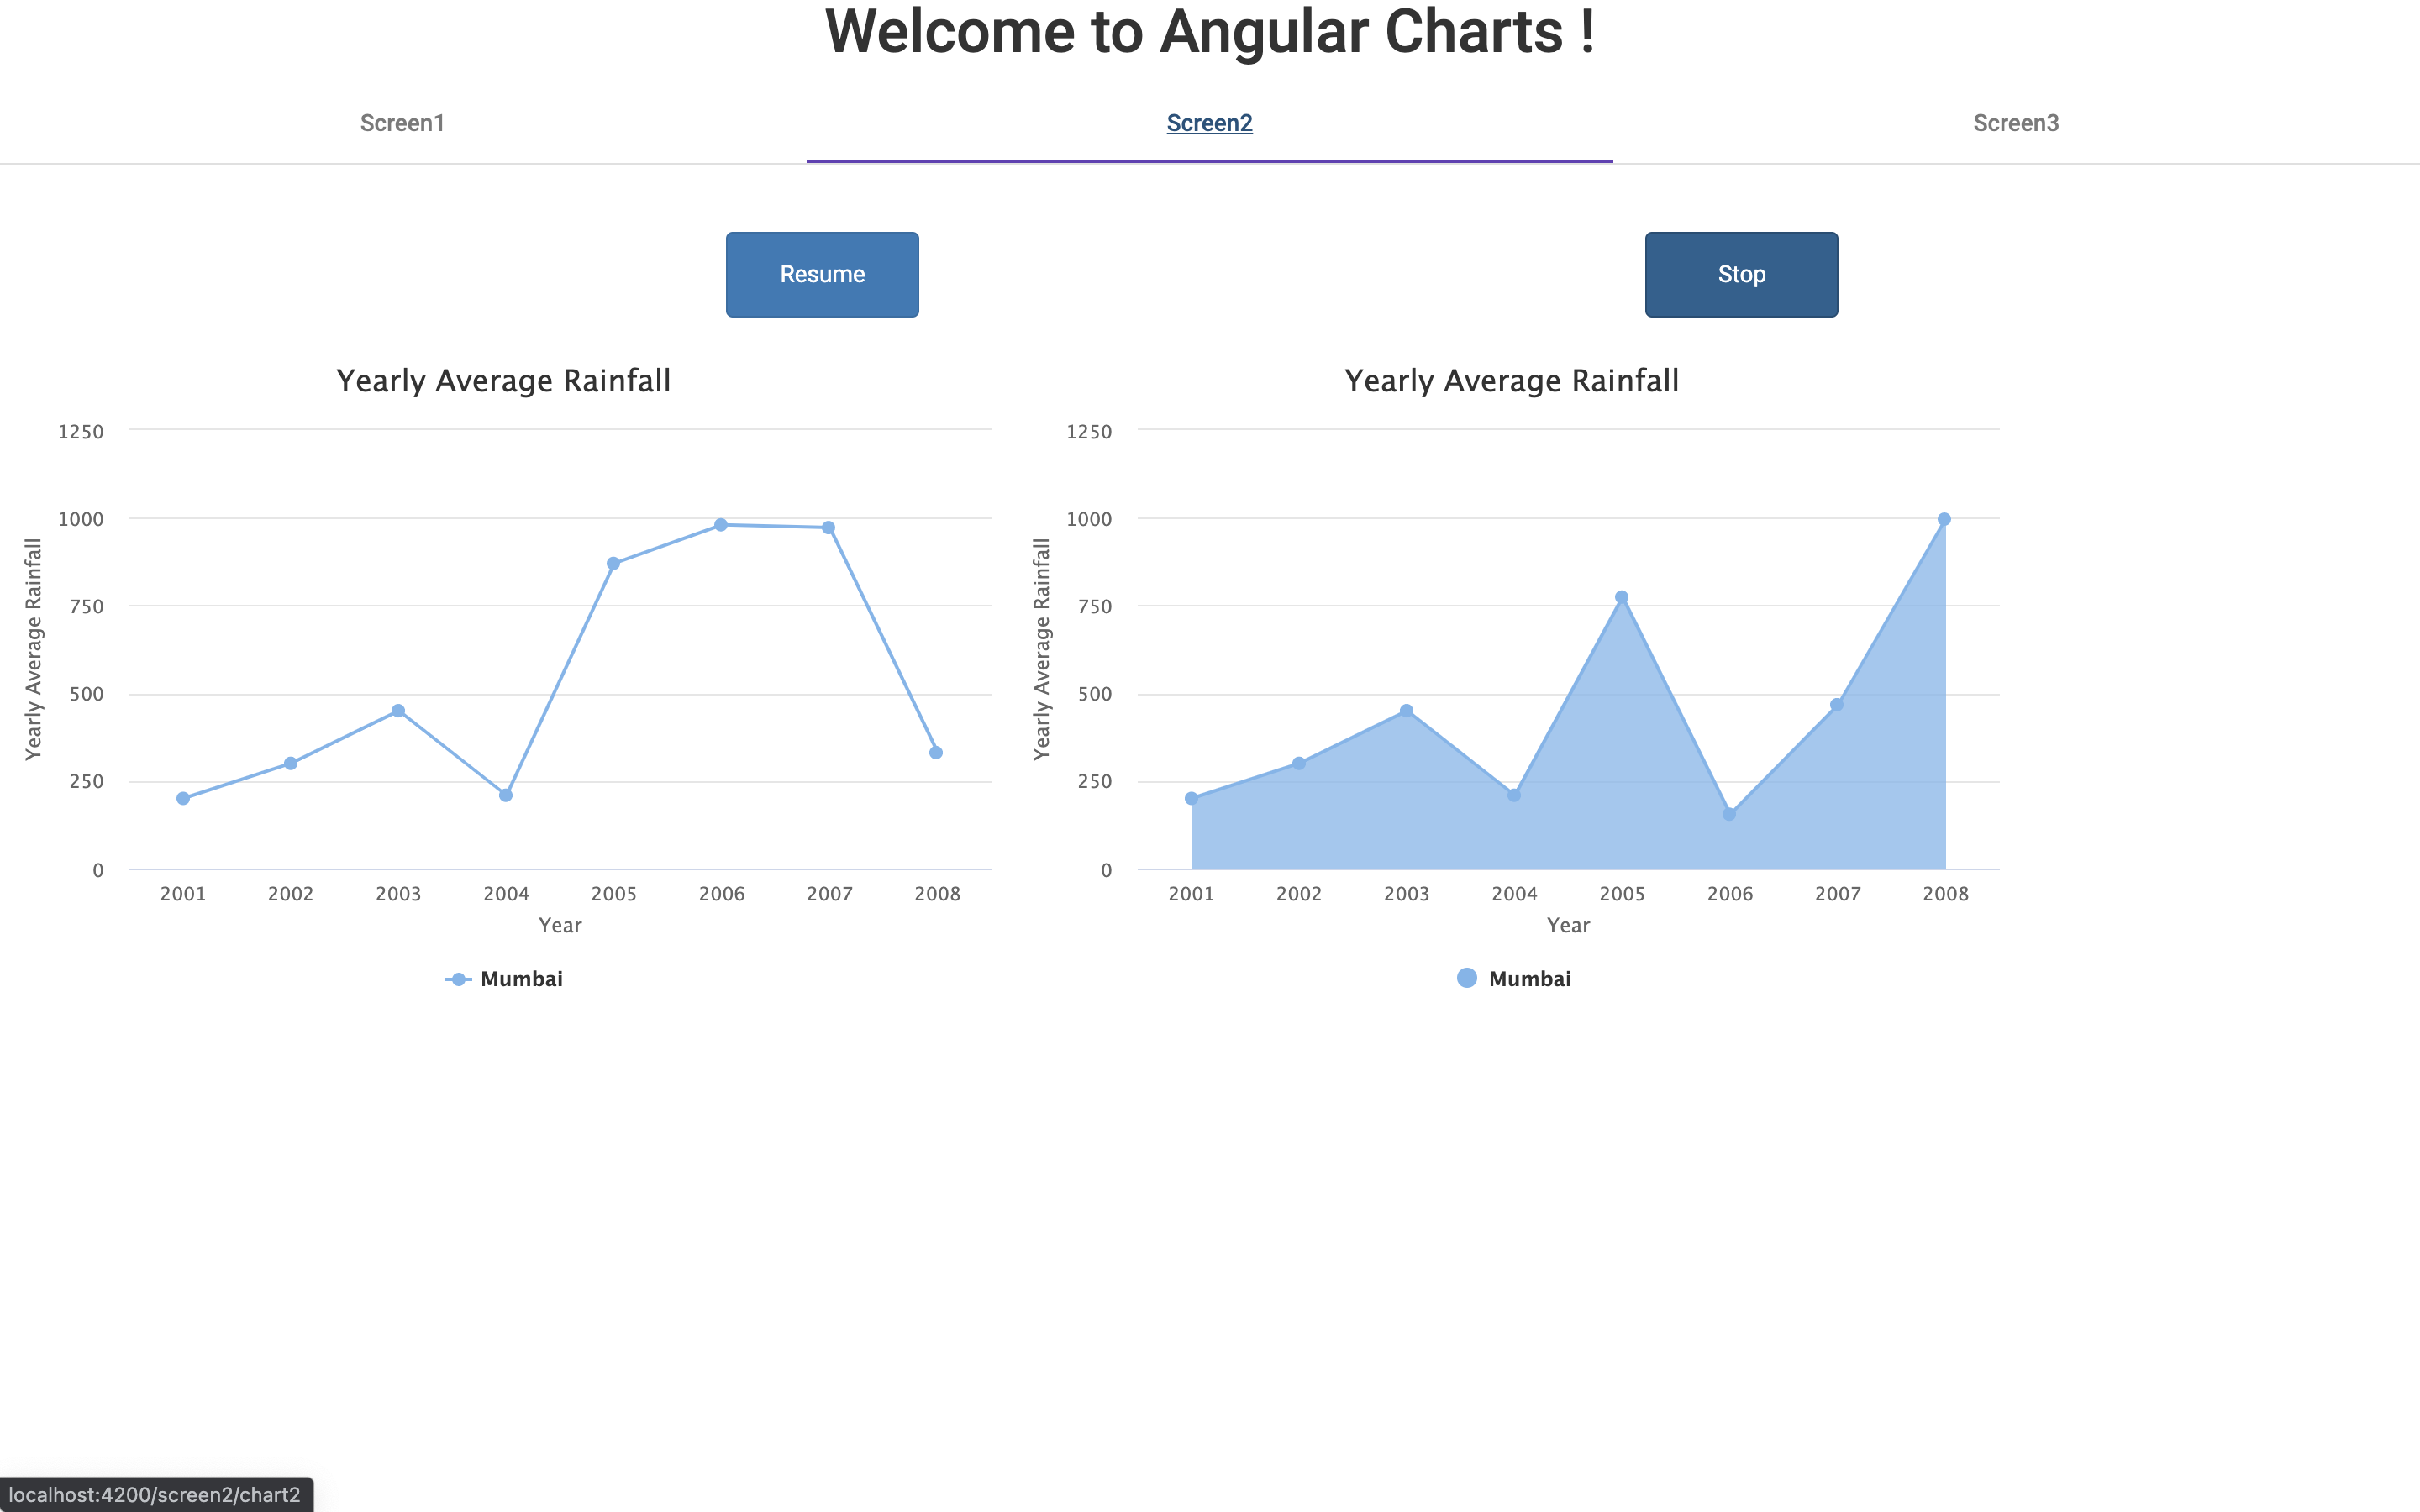 Welcome to Angular Charts !
Screen1
Screen2
Screen3
Resume
Stop
Yearly Average Rainfall
Yearly Average Rainfall
1250
1000
750
500
250
0
2001 2002 2003 2004 2005 2006 2007 2008
Year
Mumbai
Yearly Average Rainfall
Yearly Average Rainfall
1250
1000
750
500
250
0
2001 2002 2003 2004 2005 2006 2007 2008
Year
Mumbai
localhost:4200/screen2/chart2